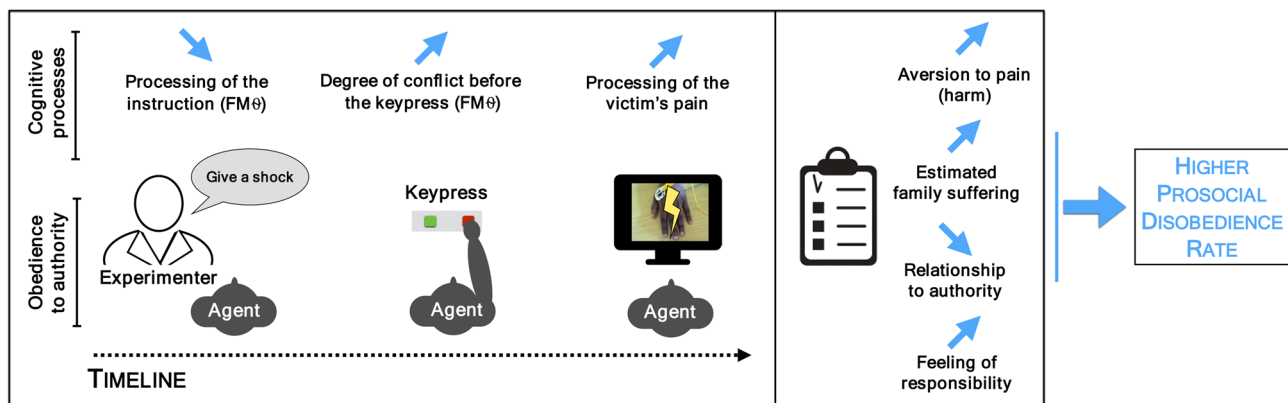 Cognitive
processes
Processing of the
instruction (FMθ)
Degree of conflict before
the keypress (FMθ)
Processing of the
victim's pain
Obedience
to authority
Give a shock
Experimenter
Agent
Keypress
Agent
Agent
TIMELINE
Aversion to pain
(harm)
Estimated
family suffering
Relationship
to authority
Feeling of
responsibility
HIGHER
PROSOCIAL
DISOBEDIENCE
RATE